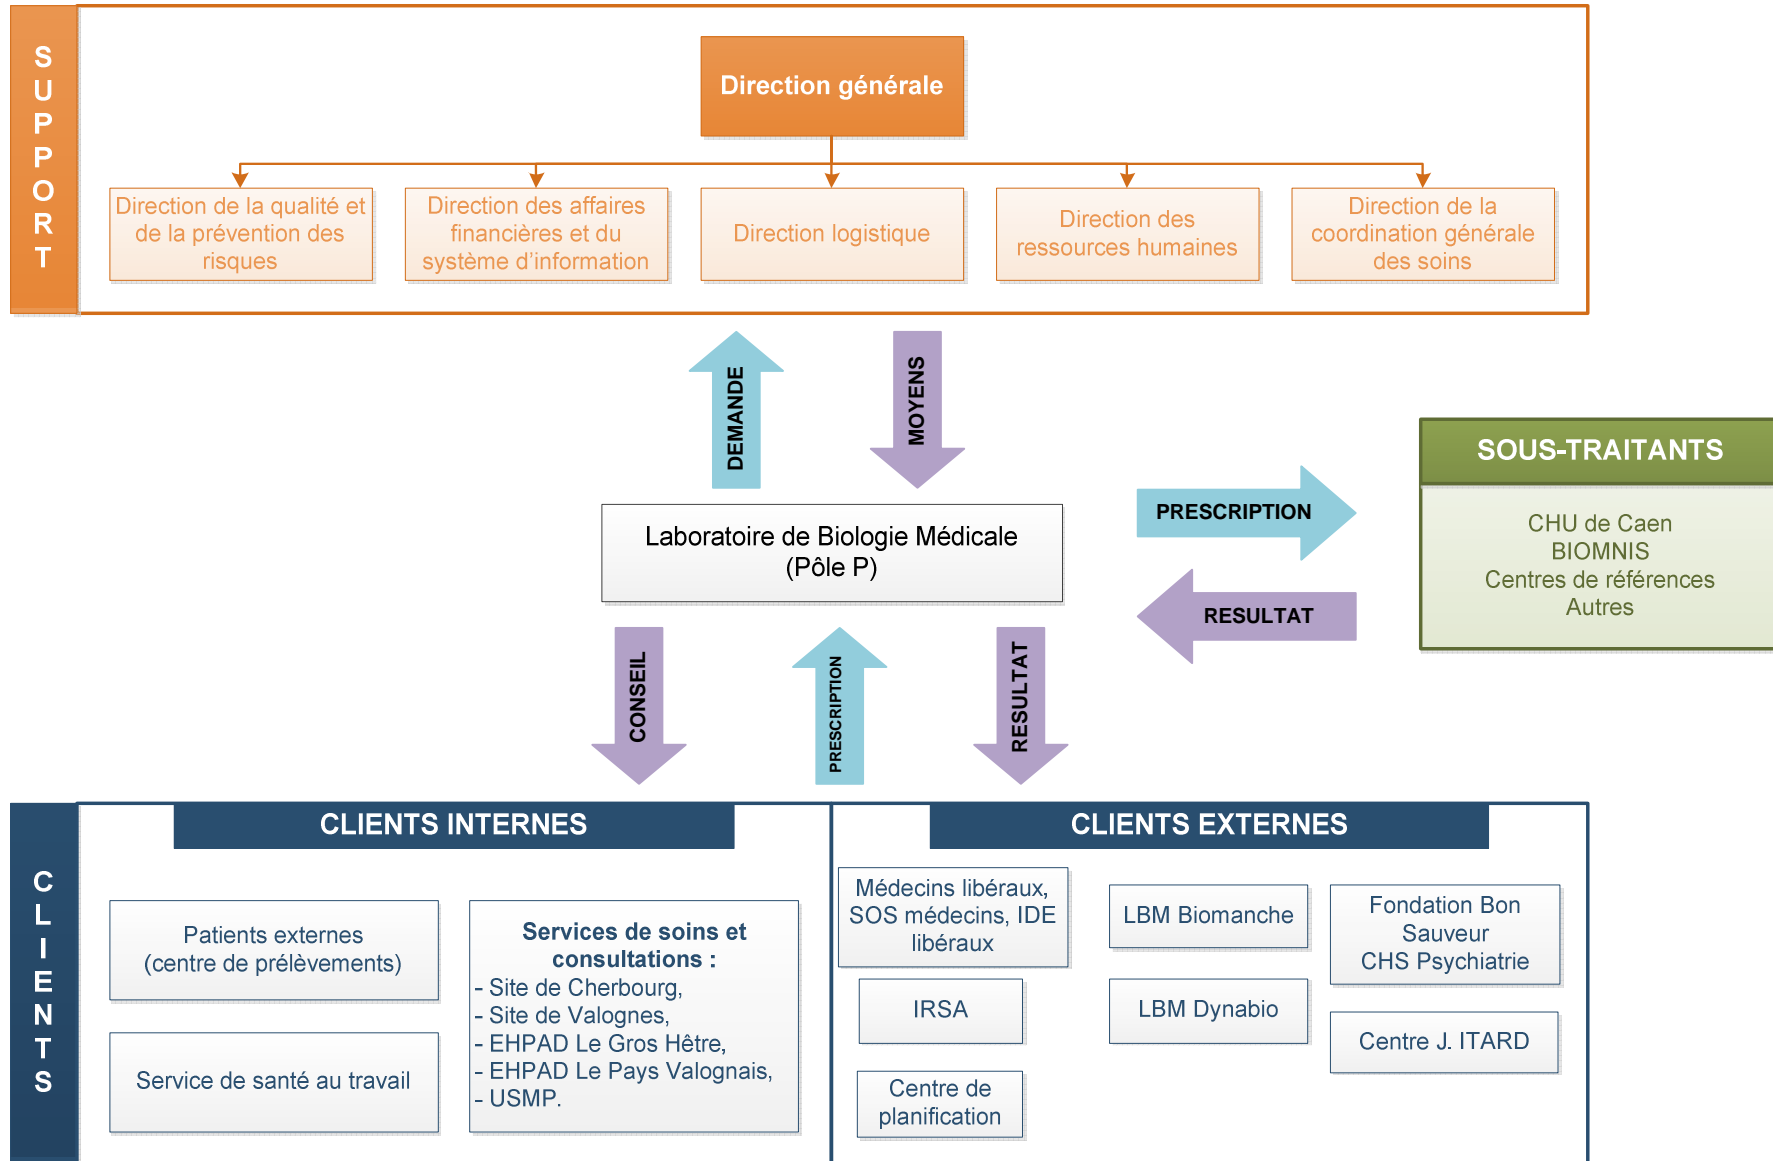 SUPPORT
Direction générale
Direction de la qualité et
de la prévention des
risques
Direction des affaires
financières et du
système d'information
Direction logistique
Direction des
ressources humaines
Direction de la
coordination générale
des soins
DEMANDE
MOYENS
Laboratoire de Biologie Médicale
(Pôle P)
PRESCRIPTION
RESULTAT
SOUS-TRAITANTS
CHU de Caen
BIOMNIS
Centres de références
Autres
CONSEIL
PRESCRIPTION
RESULTAT
CLIENTS
CLIENTS INTERNES
Patients externes
(centre de prélèvements)
Service de santé au travail
Services de soins et
consultations :
- Site de Cherbourg,
- Site de Valognes,
- EHPAD Le Gros Hêtre,
- EHPAD Le Pays Valognais,
- USMP.
CLIENTS EXTERNES
Médecins libéraux,
SOS médecins, IDE
libéraux
IRSA
Centre de
planification
LBM Biomanche
LBM Dynabio
Fondation Bon
Sauveur
CHS Psychiatrie
Centre J. ITARD